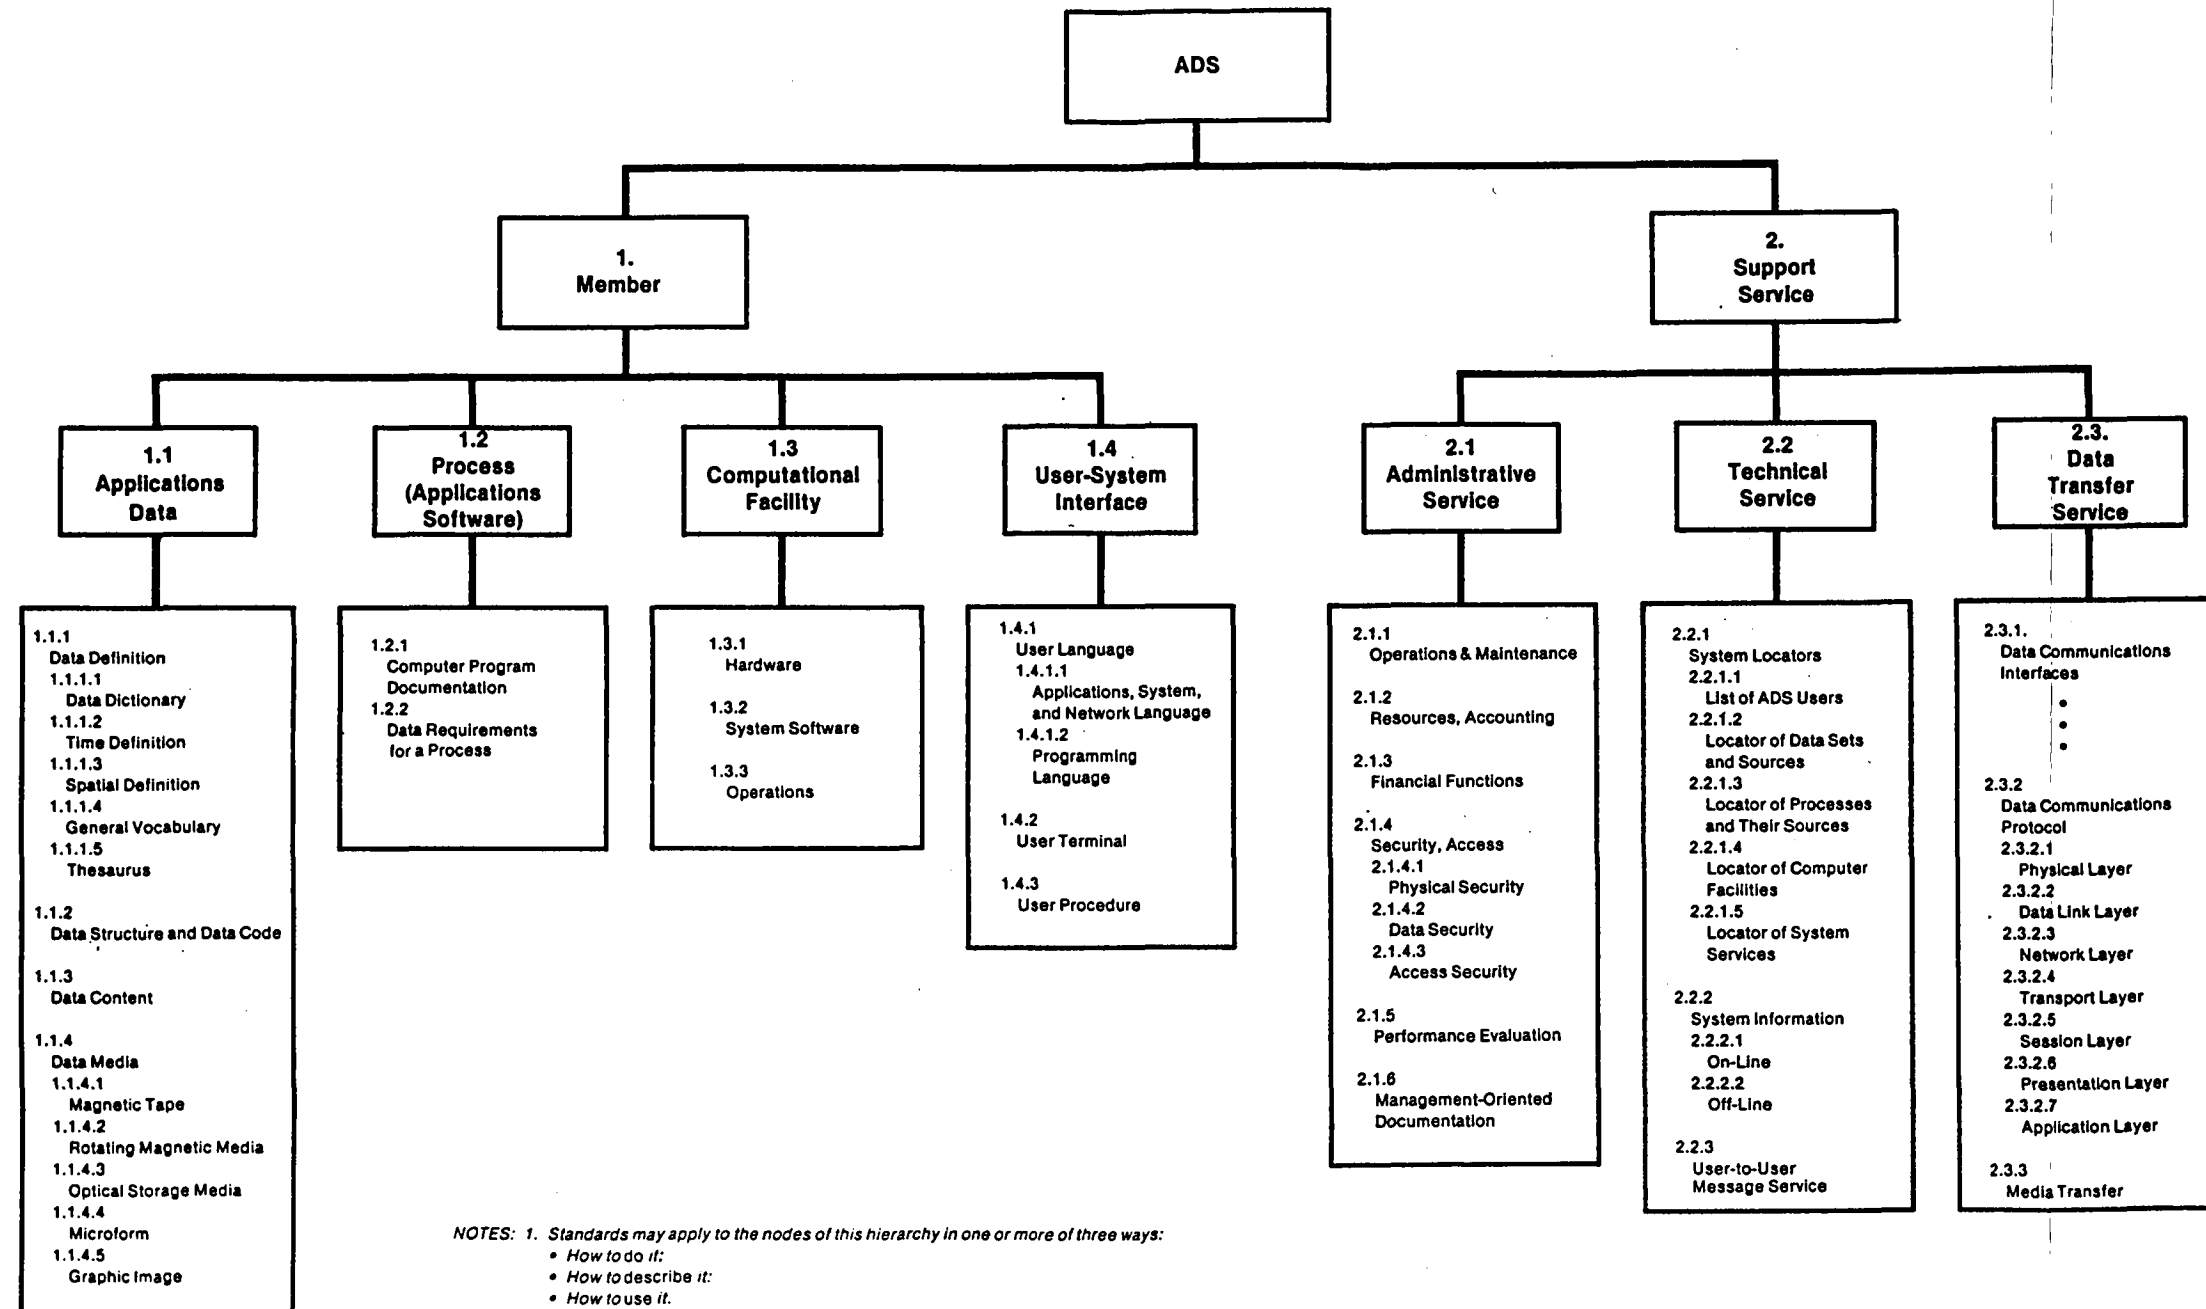 ADS
1.
Member
2.
Support
Service
1.1
Applications
Data
1.2
Process
(Applications
Software)
1.3
Computational
Facility
1.4
User-System
Interface
2.1
Administrative
Service
2.2
Technical
Service
2.3.
Data
Transfer
Service
1.1.1
Data Definition
1.1.1.1
Data Dictionary
1.1.1.2
Time Definition
1.1.1.3
Spatial Definition
1.1.1.4
General Vocabulary
1.1.1.5
Thesaurus
1.1.2
Data Structure and Data Code
1.1.3
Data Content
1.1.4
Data Media
1.1.4.1
Magnetic Tape
1.1.4.2
Rotating Magnetic Media
1.1.4.3
Optical Storage Media
1.1.4.4
Microform
1.1.4.5
Graphic Image
1.2.1
Computer Program
Documentation
1.2.2
Data Requirements
for a Process
1.3.1
Hardware
1.3.2
System Software
1.3.3
Operations
1.4.1
User Language
1.4.1.1
Applications, System,
and Network Language
1.4.1.2
Programming
Language
1.4.2
User Terminal
1.4.3
User Procedure
2.1.1
Operations & Maintenance
2.1.2
Resources, Accounting
2.1.3
Financial Functions
2.1.4
Security, Access
2.1.4.1
Physical Security
2.1.4.2
Data Security
2.1.4.3
Access Security
2.1.5
Performance Evaluation
2.1.6
Management-Oriented
Documentation
2.2.1
System Locators
2.2.1.1
List of ADS Users
2.2.1.2
Locator of Data Sets
and Sources
2.2.1.3
Locator of Processes
and Their Sources
2.2.1.4
Locator of Computer
Facilities
2.2.1.5
Locator of System
Services
2.2.2
System Information
2.2.2.1
On-Line
2.2.2.2
Off-Line
2.2.3
User-to-User
Message Service
2.3.1.
Data Communications
Interfaces
•
•
•
2.3.2
Data Communications
Protocol
2.3.2.1
Physical Layer
2.3.2.2
Data Link Layer
2.3.2.3
Network Layer
2.3.2.4
Transport Layer
2.3.2.5
Session Layer
2.3.2.6
Presentation Layer
2.3.2.7
Application Layer
2.3.3
Media Transfer
NOTES: 1. Standards may apply to the nodes of this hierarchy in one or more of three ways:
• How to do it:
• How to describe it:
• How to use it.